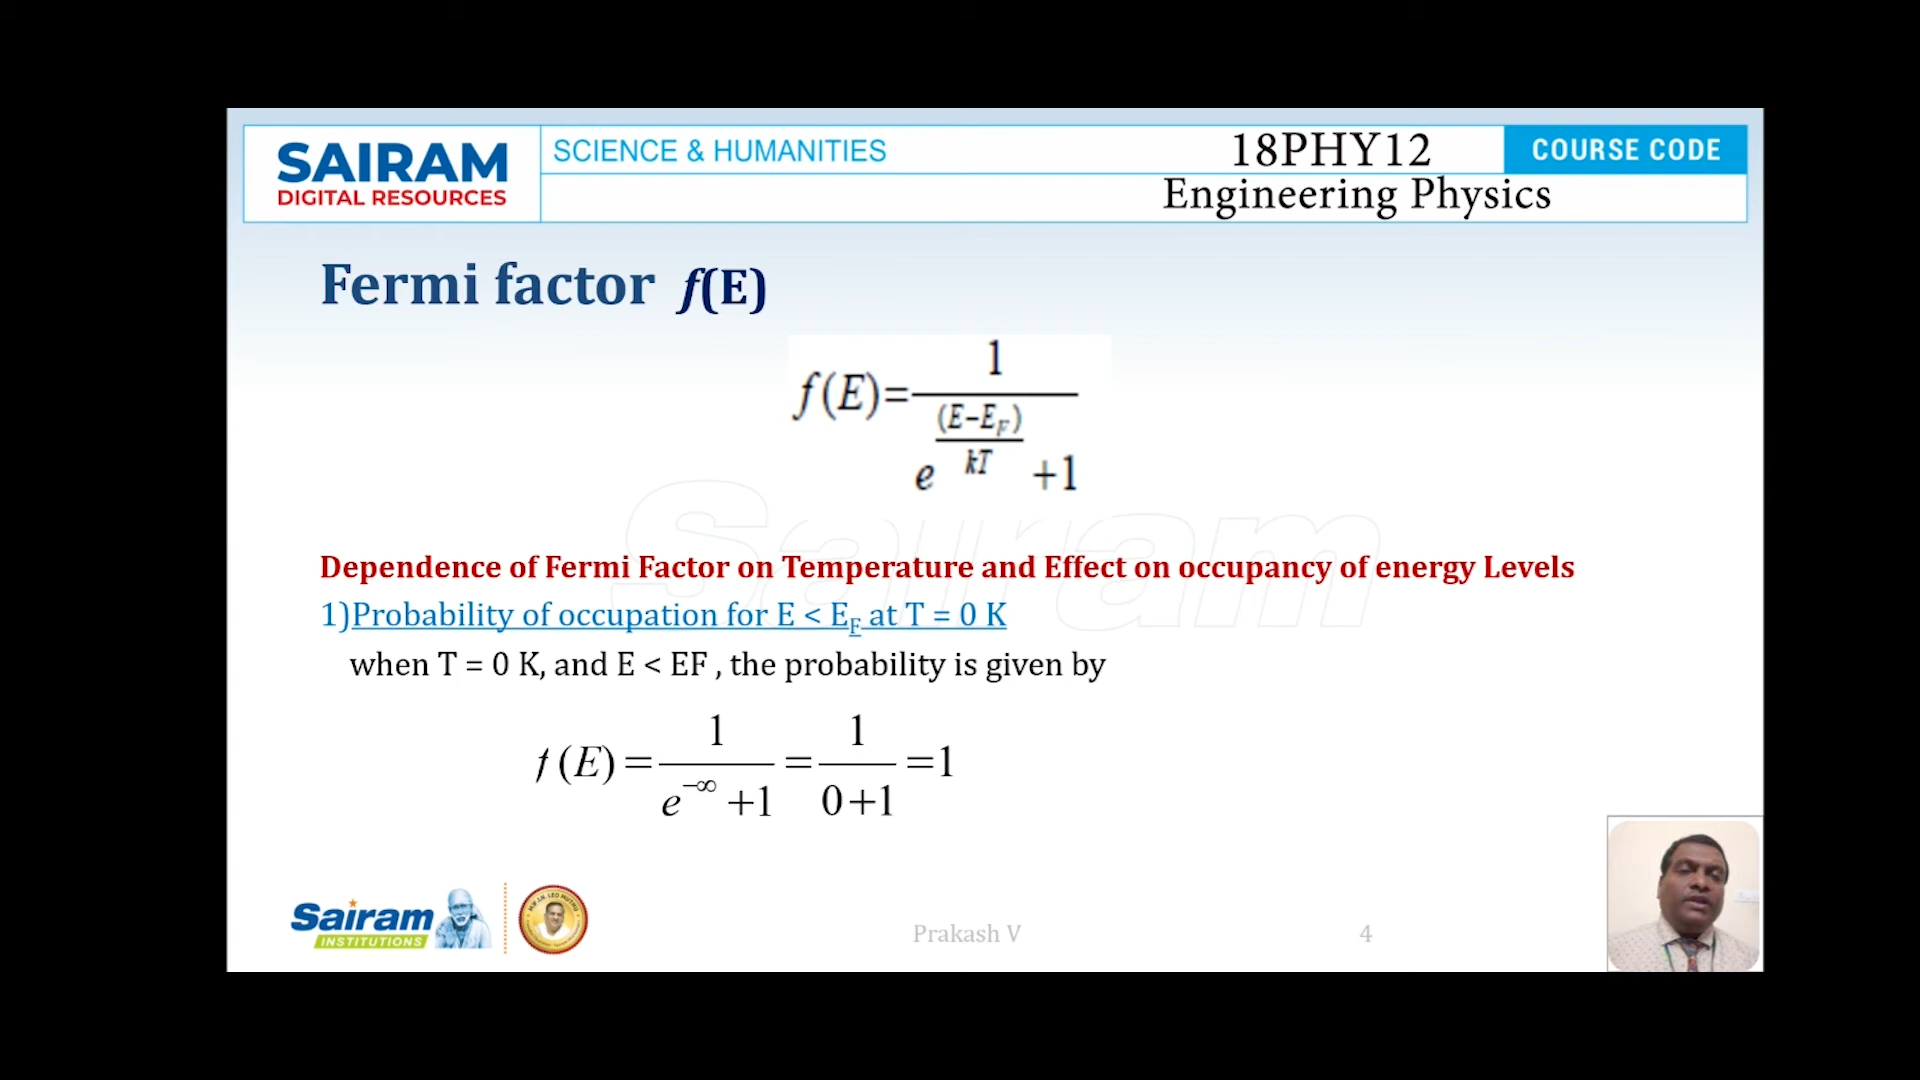 SAIRAM
DIGITAL RESOURCES
SCIENCE & HUMANITIES
18PHY12
COURSE CODE
Engineering Physics
Fermi factor f(E)
f(E)=1/(e^((E−E_F)/kT) +1)
Sairam
Dependence of Fermi Factor on Temperature and Effect on occupancy of energy Levels
1)Probability of occupation for E < E_F at T = 0 K
when T = 0 K, and E < EF , the probability is given by
f(E)=1/(e^−∞ +1)=1/(0+1)=1
Sairam
INSTITUTIONS
Prakash V
4